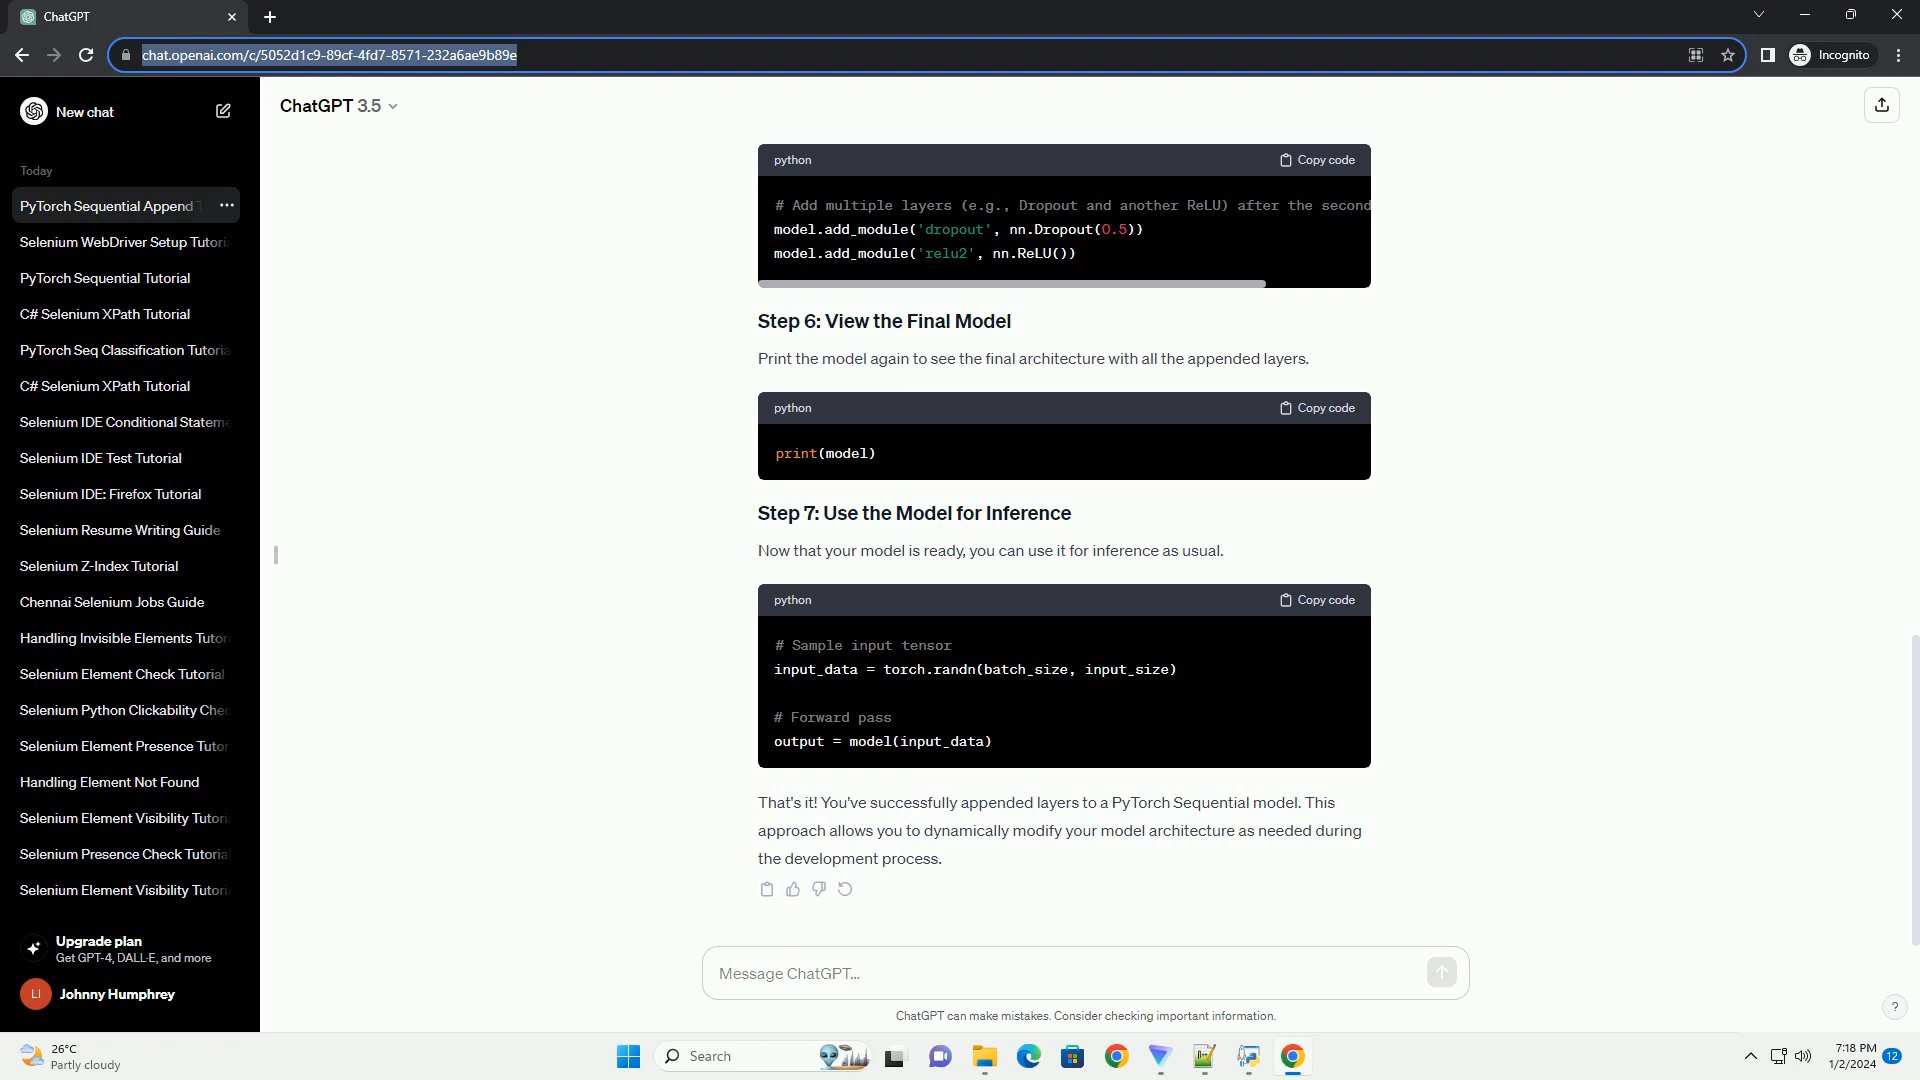 ChatGPT
chat.openai.com/c/5052d1c9-89cf-4fd7-8571-232a6ae9b89e
Incognito
New chat
Today
PyTorch Sequential Append T
Selenium WebDriver Setup Tutoria
PyTorch Sequential Tutorial
C# Selenium XPath Tutorial
PyTorch Seq Classification Tutoria
C# Selenium XPath Tutorial
Selenium IDE Conditional Stateme
Selenium IDE Test Tutorial
Selenium IDE: Firefox Tutorial
Selenium Resume Writing Guide
Selenium Z-Index Tutorial
Chennai Selenium Jobs Guide
Handling Invisible Elements Tutor
Selenium Element Check Tutorial
Selenium Python Clickability Chec
Selenium Element Presence Tutor
Handling Element Not Found
Selenium Element Visibility Tutori
Selenium Presence Check Tutoria
Selenium Element Visibility Tutori
Upgrade plan
Get GPT-4, DALL·E, and more
LI
Johnny Humphrey
ChatGPT 3.5
python
Copy code
# Add multiple layers (e.g., Dropout and another ReLU) after the second
model.add_module('dropout', nn.Dropout(0.5))
model.add_module('relu2', nn.ReLU())
Step 6: View the Final Model
Print the model again to see the final architecture with all the appended layers.
python
Copy code
print(model)
Step 7: Use the Model for Inference
Now that your model is ready, you can use it for inference as usual.
python
Copy code
# Sample input tensor
input_data = torch.randn(batch_size, input_size)
# Forward pass
output = model(input_data)
That's it! You've successfully appended layers to a PyTorch Sequential model. This
approach allows you to dynamically modify your model architecture as needed during
the development process.
Message ChatGPT...
ChatGPT can make mistakes. Consider checking important information.
?
26°C
Partly cloudy
Search
7:18 PM
1/2/2024
12